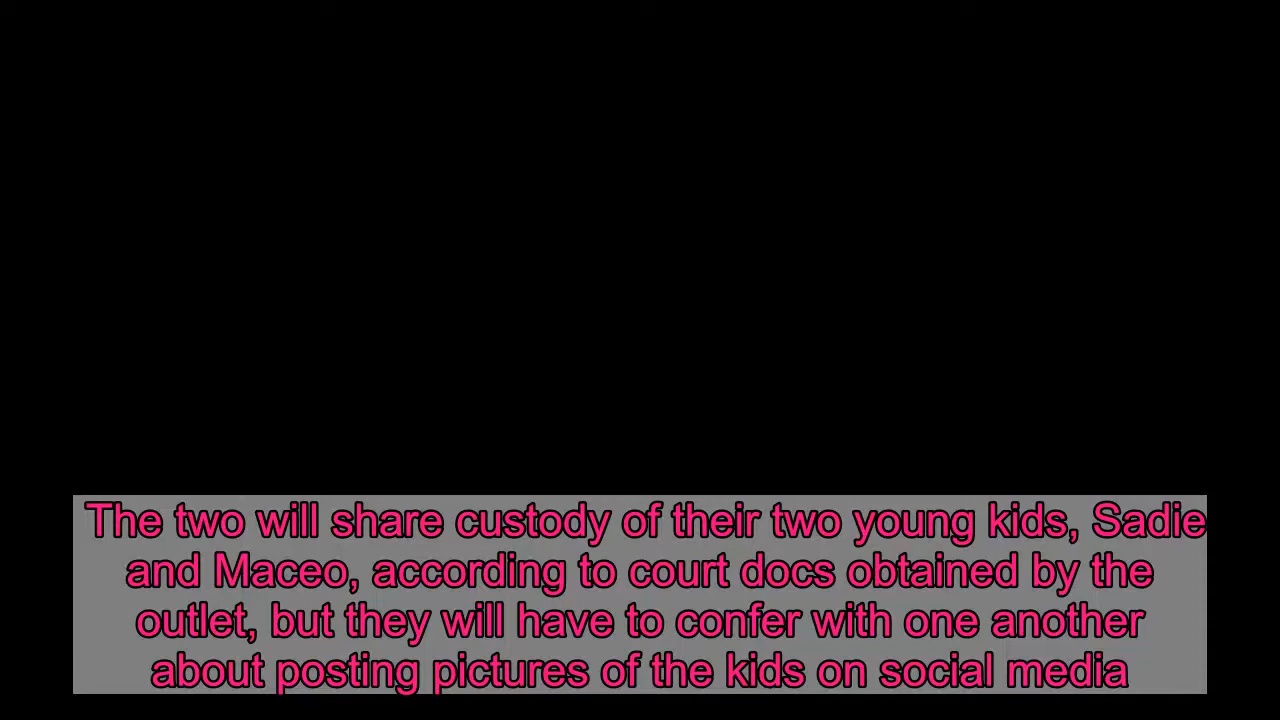 The two will share custody of their two young kids, Sadie
and Maceo, according to court docs obtained by the
outlet, but they will have to confer with one another
about posting pictures of the kids on social media